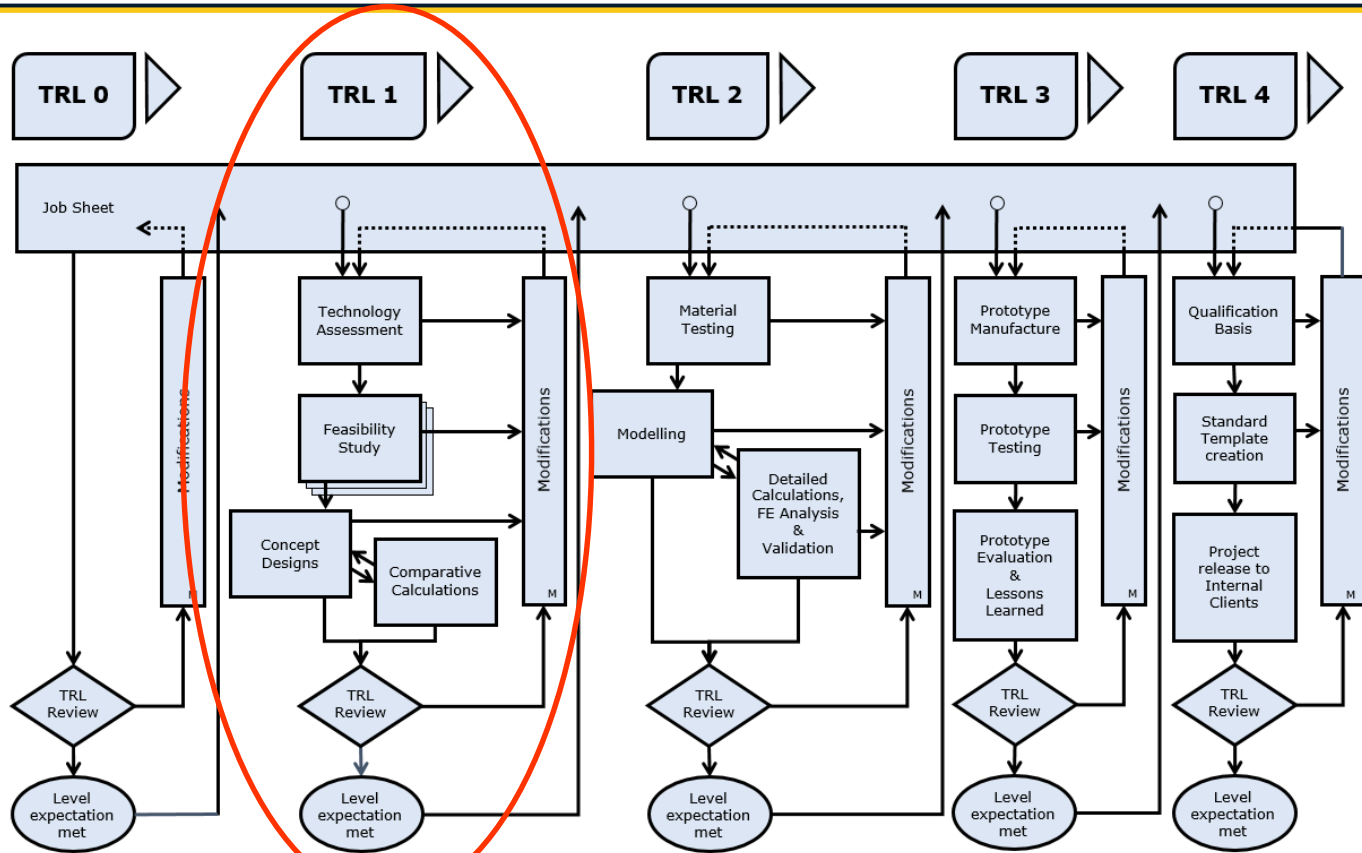 TRL 0
TRL 1
TRL 2
TRL 3
TRL 4
Job Sheet
Modifications
M
TRL
Review
Level
expectation
met
Technology
Assessment
Feasibility
Study
Concept
Designs
Comparative
Calculations
Modifications
M
TRL
Review
Level
expectation
met
Material
Testing
Modelling
Detailed
Calculations,
FE Analysis
&
Validation
Modifications
M
TRL
Review
Level
expectation
met
Prototype
Manufacture
Prototype
Testing
Prototype
Evaluation
&
Lessons
Learned
Modifications
M
TRL
Review
Level
expectation
met
Qualification
Basis
Standard
Template
creation
Project
release to
Internal
Clients
Modifications
M
TRL
Review
Level
expectation
met